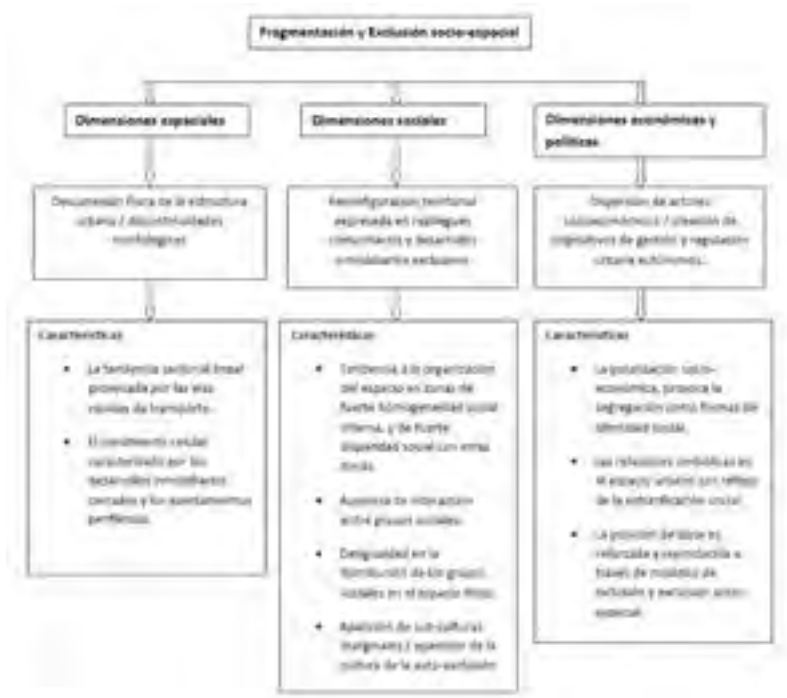 Fragmentación y Exclusión socio-espacial
Dimensiones espaciales
Desconexión física de la estructura
urbana / discontinuidades
morfológicas
Características
La tendencia sectorial lineal
provocada por las vías
de transporte.
El crecimiento celular
caracterizado por los
desarrollos inmobiliarios
cerrados y los asentamientos
periféricos.
Dimensiones sociales
territorial
expresada en repliegues
comunitarios y desarrollos
inmobiliarios exclusivos
Características
Tendencia a la organización
del espacio en zonas de
fuerte homogeneidad social
interna, y de fuerte
disparidad social con entre
Ausencia de interacción
entre grupos sociales.
Desigualdad en la
distribución de los grupos
sociales en el espacio físico.
Aparición de sub-culturas
marginales / aparición de la
cultura de la auto-exclusión
Dimensiones económicas y
políticas
Dispersión de actores
socioeconómicos / creación de
dispositivos de gestión y regulación
urbana autónomos.
Características
La polarización socio-
económica, provoca la
segregación como formas de
identidad social.
Las relaciones simbólicas en
el espacio urbano son reflejo
de la estratificación social.
La posición de clase es
reforzada y reproducida a
través de modelos de
exclusión y exclusión socio-
espacial.